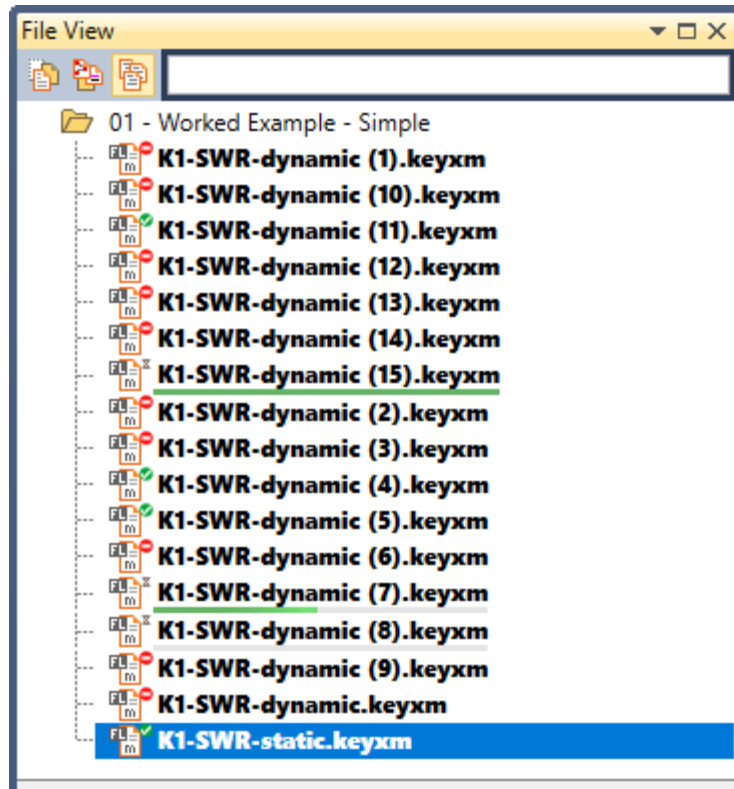 File View
01 - Worked Example - Simple
K1-SWR-dynamic (1).keyxm
K1-SWR-dynamic (10).keyxm
K1-SWR-dynamic (11).keyxm
K1-SWR-dynamic (12).keyxm
K1-SWR-dynamic (13).keyxm
K1-SWR-dynamic (14).keyxm
K1-SWR-dynamic (15).keyxm
K1-SWR-dynamic (2).keyxm
K1-SWR-dynamic (3).keyxm
K1-SWR-dynamic (4).keyxm
K1-SWR-dynamic (5).keyxm
K1-SWR-dynamic (6).keyxm
K1-SWR-dynamic (7).keyxm
K1-SWR-dynamic (8).keyxm
K1-SWR-dynamic (9).keyxm
K1-SWR-dynamic.keyxm
K1-SWR-static.keyxm